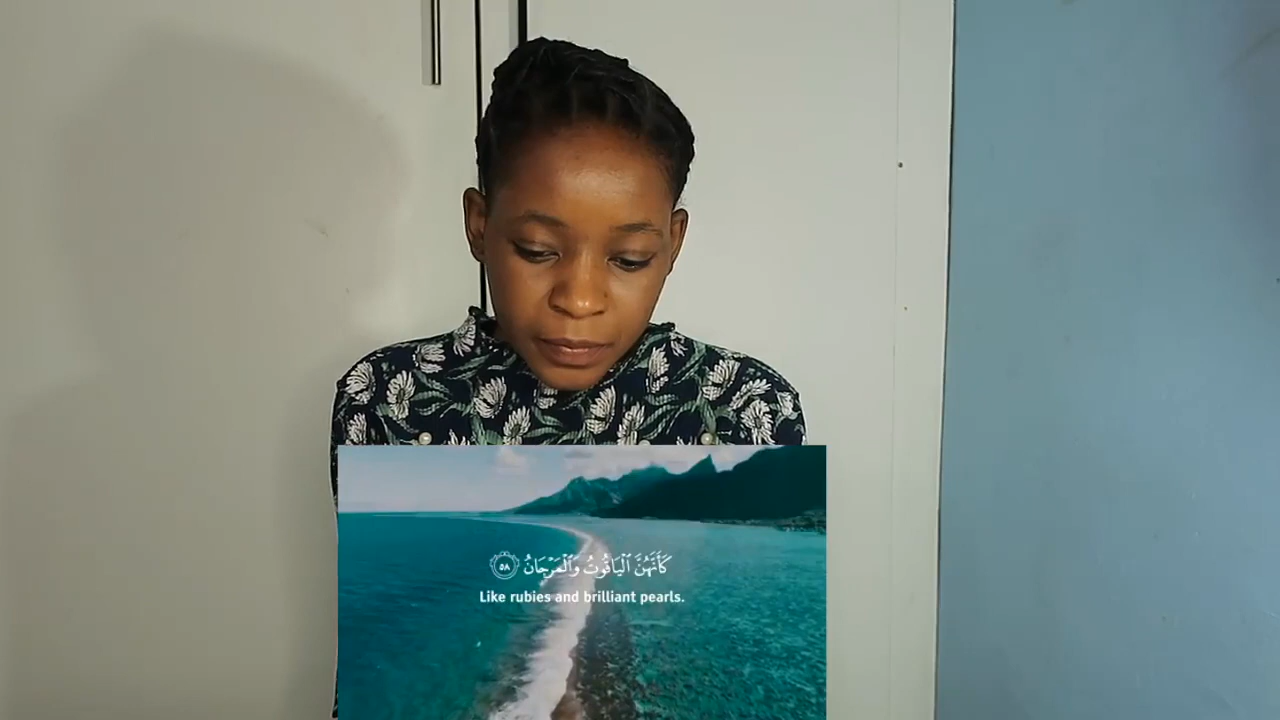 كَأَنَّهُنَّ ٱلْيَاقُوتُ وَٱلْمَرْجَانُ ٥٨
Like rubies and brilliant pearls.